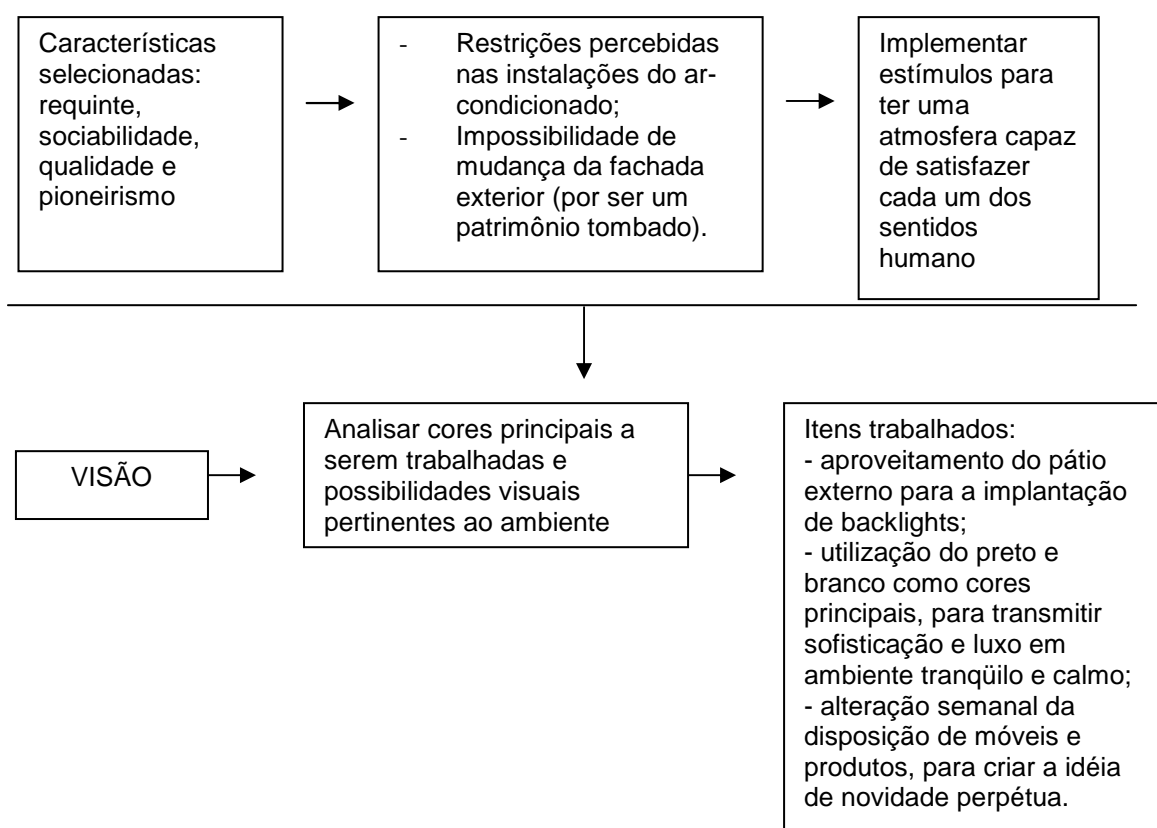 Características
selecionadas:
requinte,
sociabilidade,
qualidade e
pioneirismo
- Restrições percebidas
nas instalações do ar-
condicionado;
- Impossibilidade de
mudança da fachada
exterior (por ser um
patrimônio tombado).
Implementar
estímulos para
ter uma
atmosfera capaz
de satisfazer
cada um dos
sentidos
humano
VISÃO
Analisar cores principais a
serem trabalhadas e
possibilidades visuais
pertinentes ao ambiente
Itens trabalhados:
- aproveitamento do pátio
externo para a implantação
de backlights;
- utilização do preto e
branco como cores
principais, para transmitir
sofisticação e luxo em
ambiente tranqüilo e calmo;
- alteração semanal da
disposição de móveis e
produtos, para criar a idéia
de novidade perpétua.